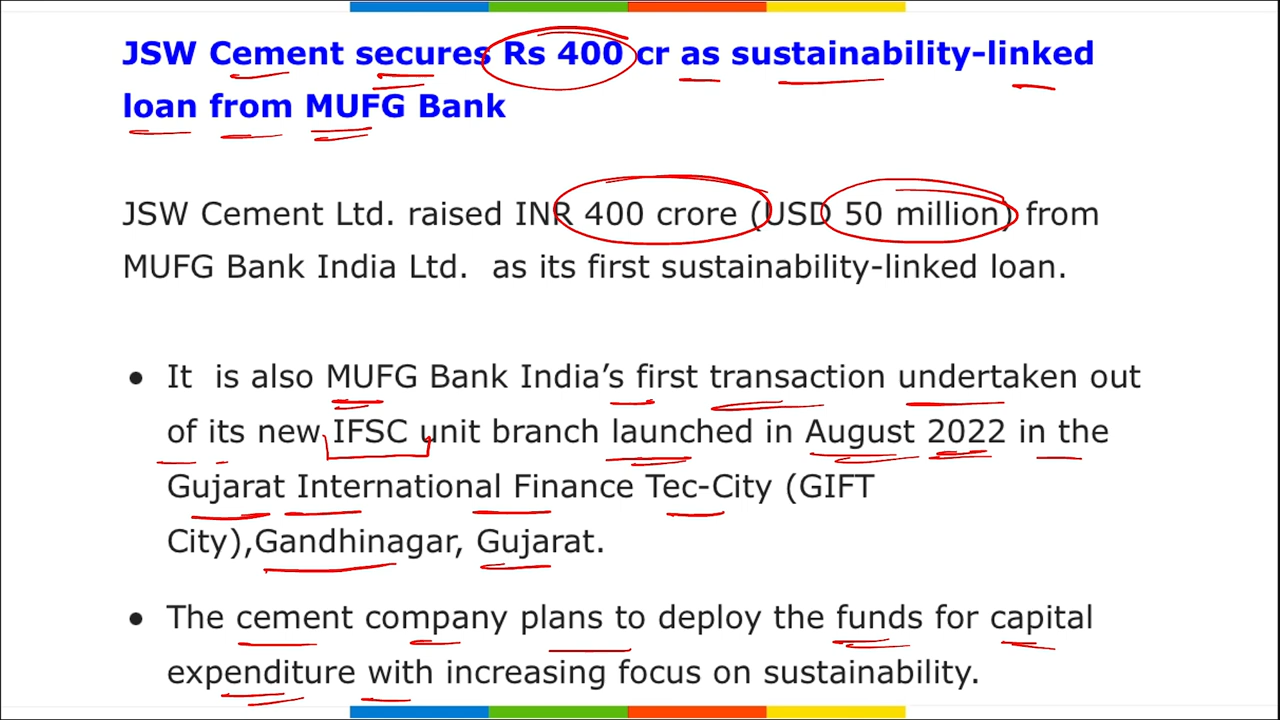 JSW Cement secures Rs 400 cr as sustainability-linked
loan from MUFG Bank
JSW Cement Ltd. raised INR 400 crore (USD 50 million) from
MUFG Bank India Ltd. as its first sustainability-linked loan.
● It is also MUFG Bank India’s first transaction undertaken out
of its new IFSC unit branch launched in August 2022 in the
Gujarat International Finance Tec-City (GIFT
City),Gandhinagar, Gujarat.
● The cement company plans to deploy the funds for capital
expenditure with increasing focus on sustainability.